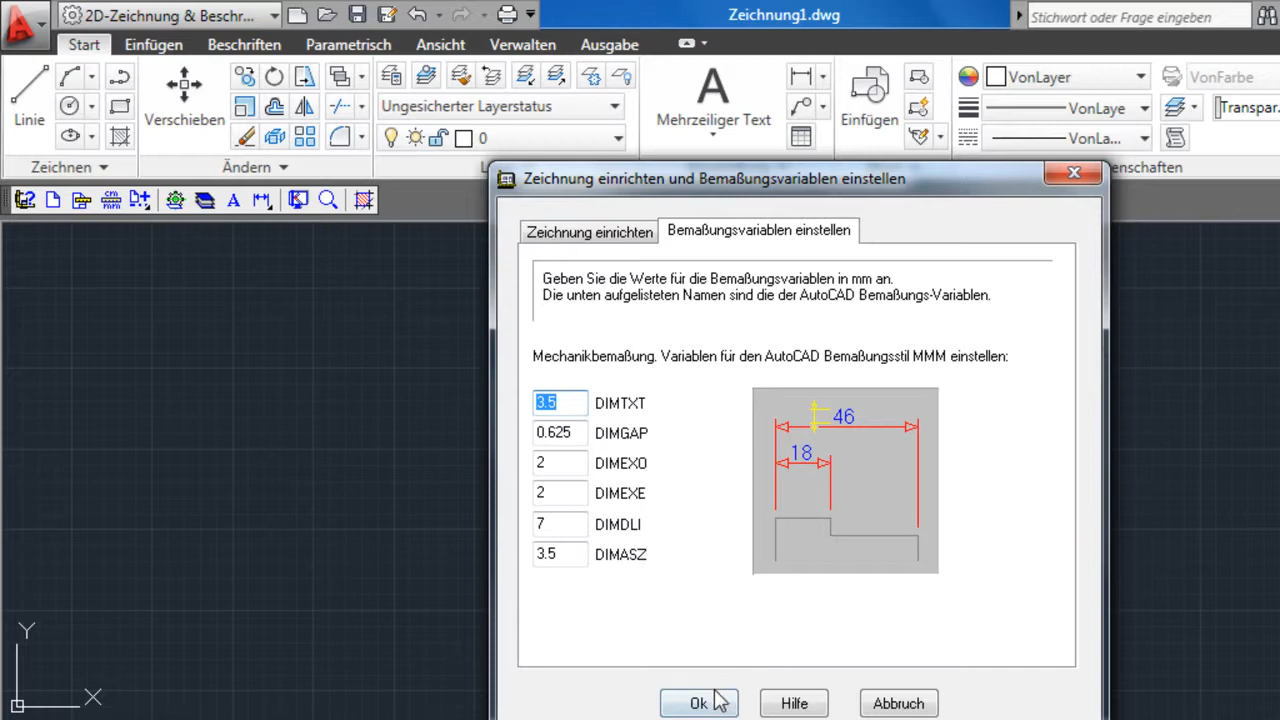 2D-Zeichnung & Beschr...
Zeichnung1.dwg
Stichwort oder Frage eingeben
Start
Einfügen
Beschriften
Parametrisch
Ansicht
Verwalten
Ausgabe
Linie
Verschieben
Ungesicherter Layerstatus
0
A
Mehrzeiliger Text
Einfügen
VonLayer
VonLaye
VonLa...
VonFarbe
Transpar.
Zeichnen
Ändern
L
enschaften
cm
mm
A
Zeichnung einrichten und Bemaßungsvariablen einstellen
Zeichnung einrichten
Bemaßungsvariablen einstellen
Geben Sie die Werte für die Bemaßungsvariablen in mm an.
Die unten aufgelisteten Namen sind die der AutoCAD Bemaßungs-Variablen.
Mechanikbemaßung. Variablen für den AutoCAD Bemaßungsstil MMM einstellen:
3.5 DIMTXT
0.625 DIMGAP
2 DIMEXO
2 DIMEXE
7 DIMDLI
3.5 DIMASZ
46
18
Y
X
Ok
Hilfe
Abbruch